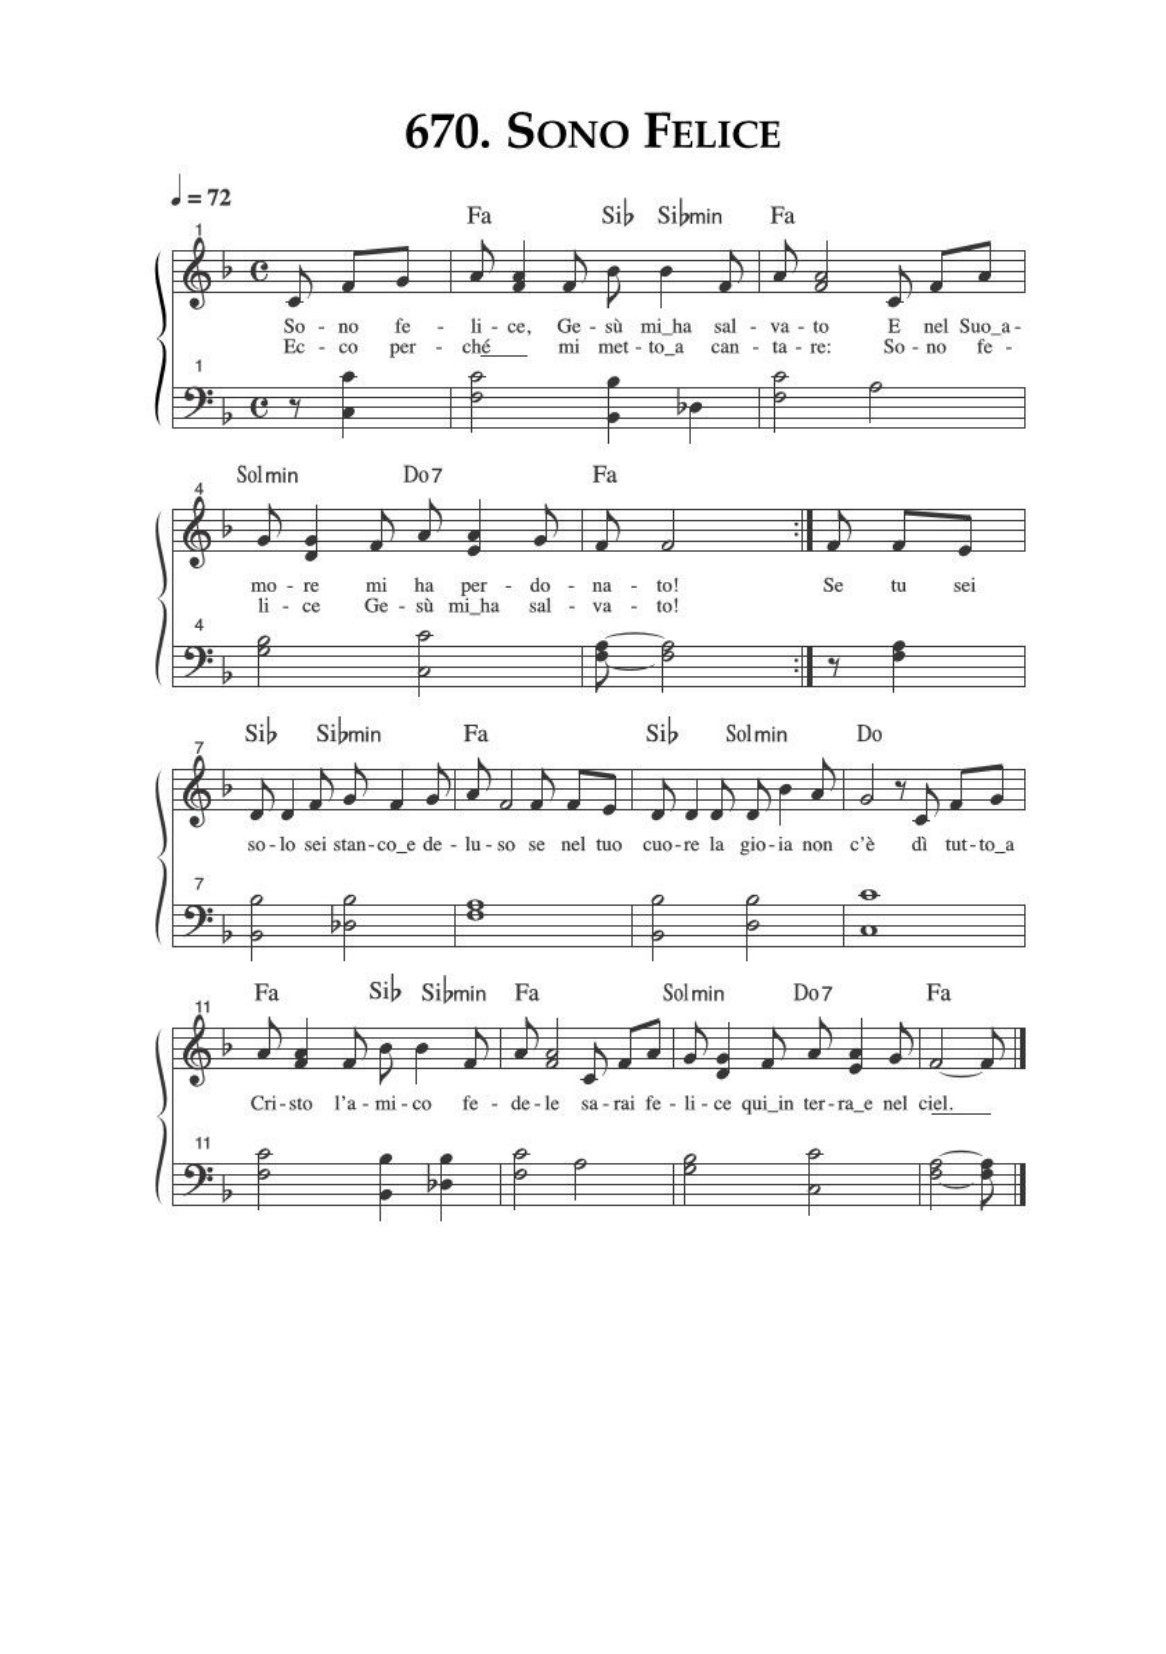 670. SONO FELICE
= 72
Fa Si♭ Si♭min Fa
1
So - no fe - li - ce, Ge - sù mi_ha sal - va - to E nel Suo_a -
Ec - co per - ché mi met - to_a can - ta - re: So - no fe -
1
Solmin Do7 Fa
4
mo - re mi ha per - do - na - to! Se tu sei
li - ce Ge - sù mi_ha sal - va - to!
4
Si♭ Si♭min Fa Si♭ Solmin Do
7
so - lo sei stan - co_e de - lu - so se nel tuo cuo - re la gio - ia non c'è dì tut - to_a
7
Fa Si♭ Si♭min Fa Solmin Do7 Fa
11
Cri - sto l'a - mi - co fe - de - le sa - rai fe - li - ce qui_in ter - ra_e nel ciel.
11